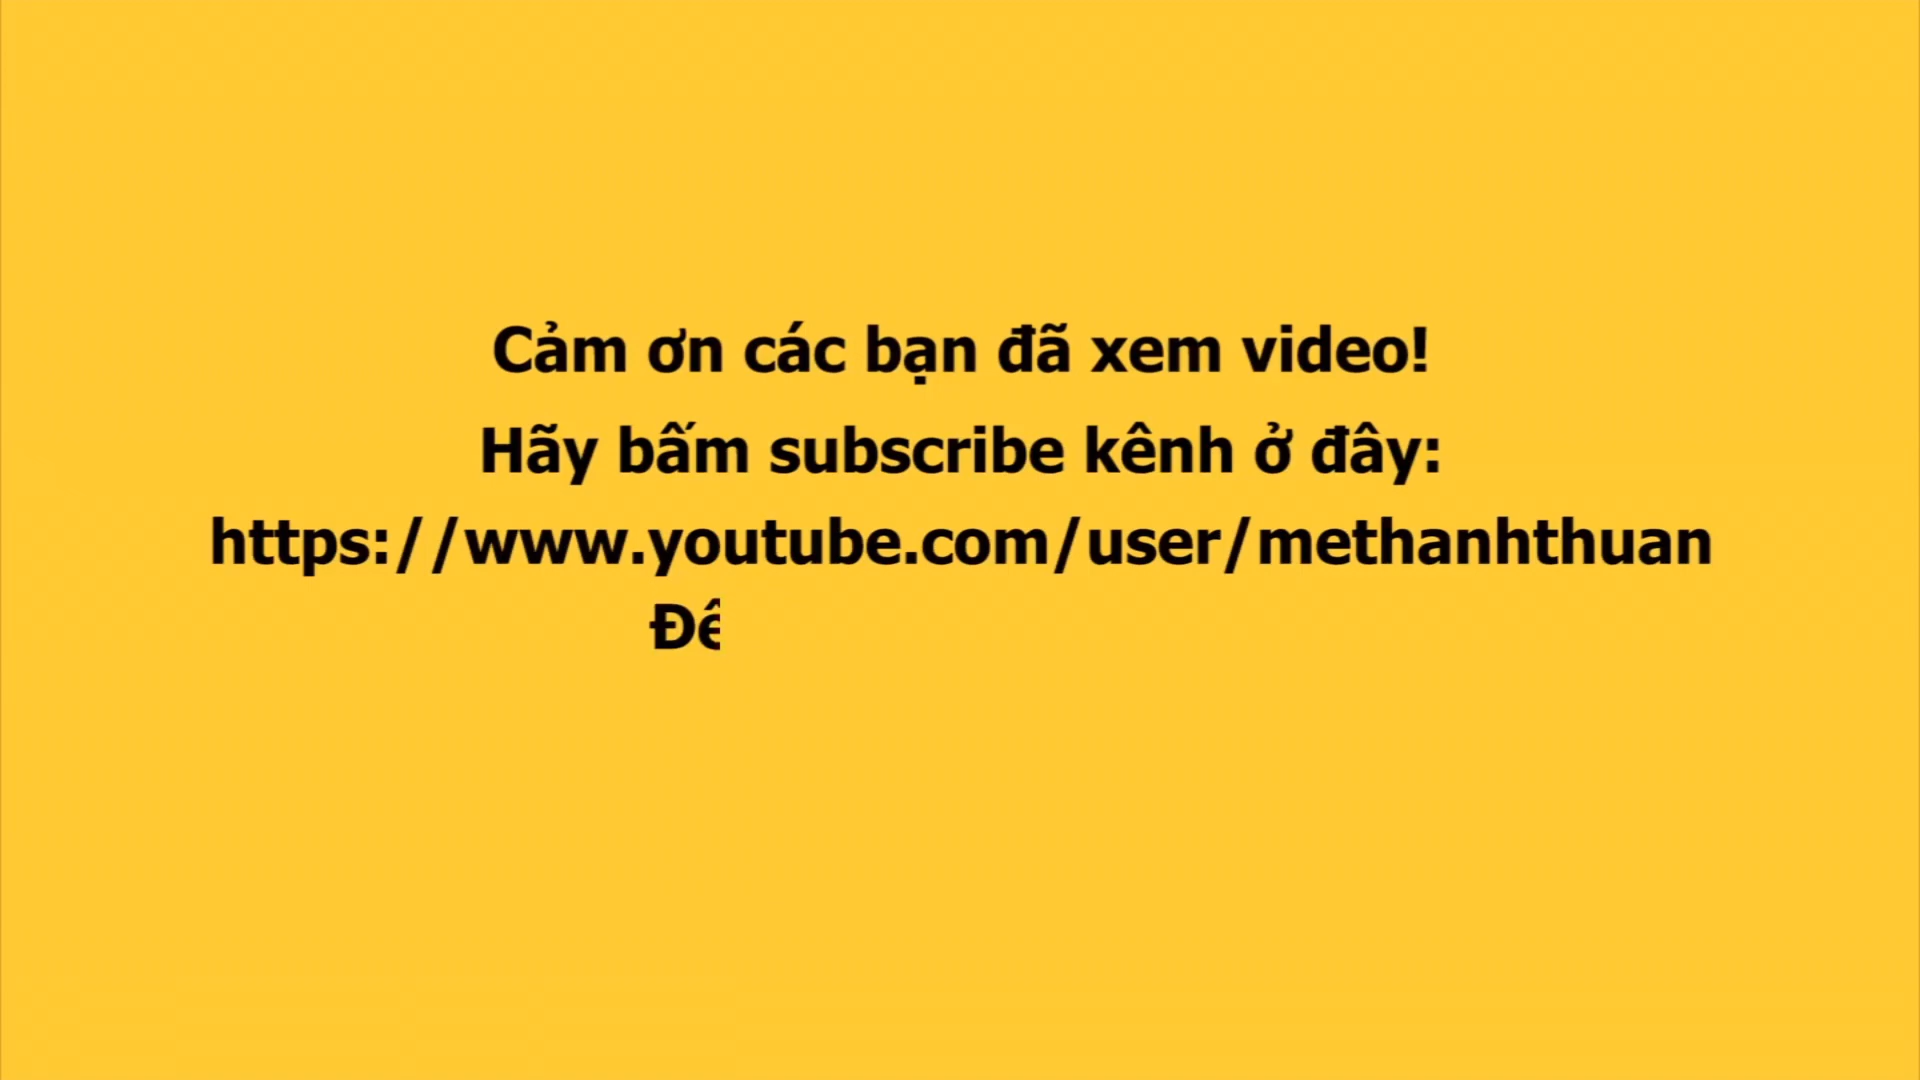 Cảm ơn các bạn đã xem video!
Hãy bấm subscribe kênh ở đây:
https://www.youtube.com/user/methanhthuan